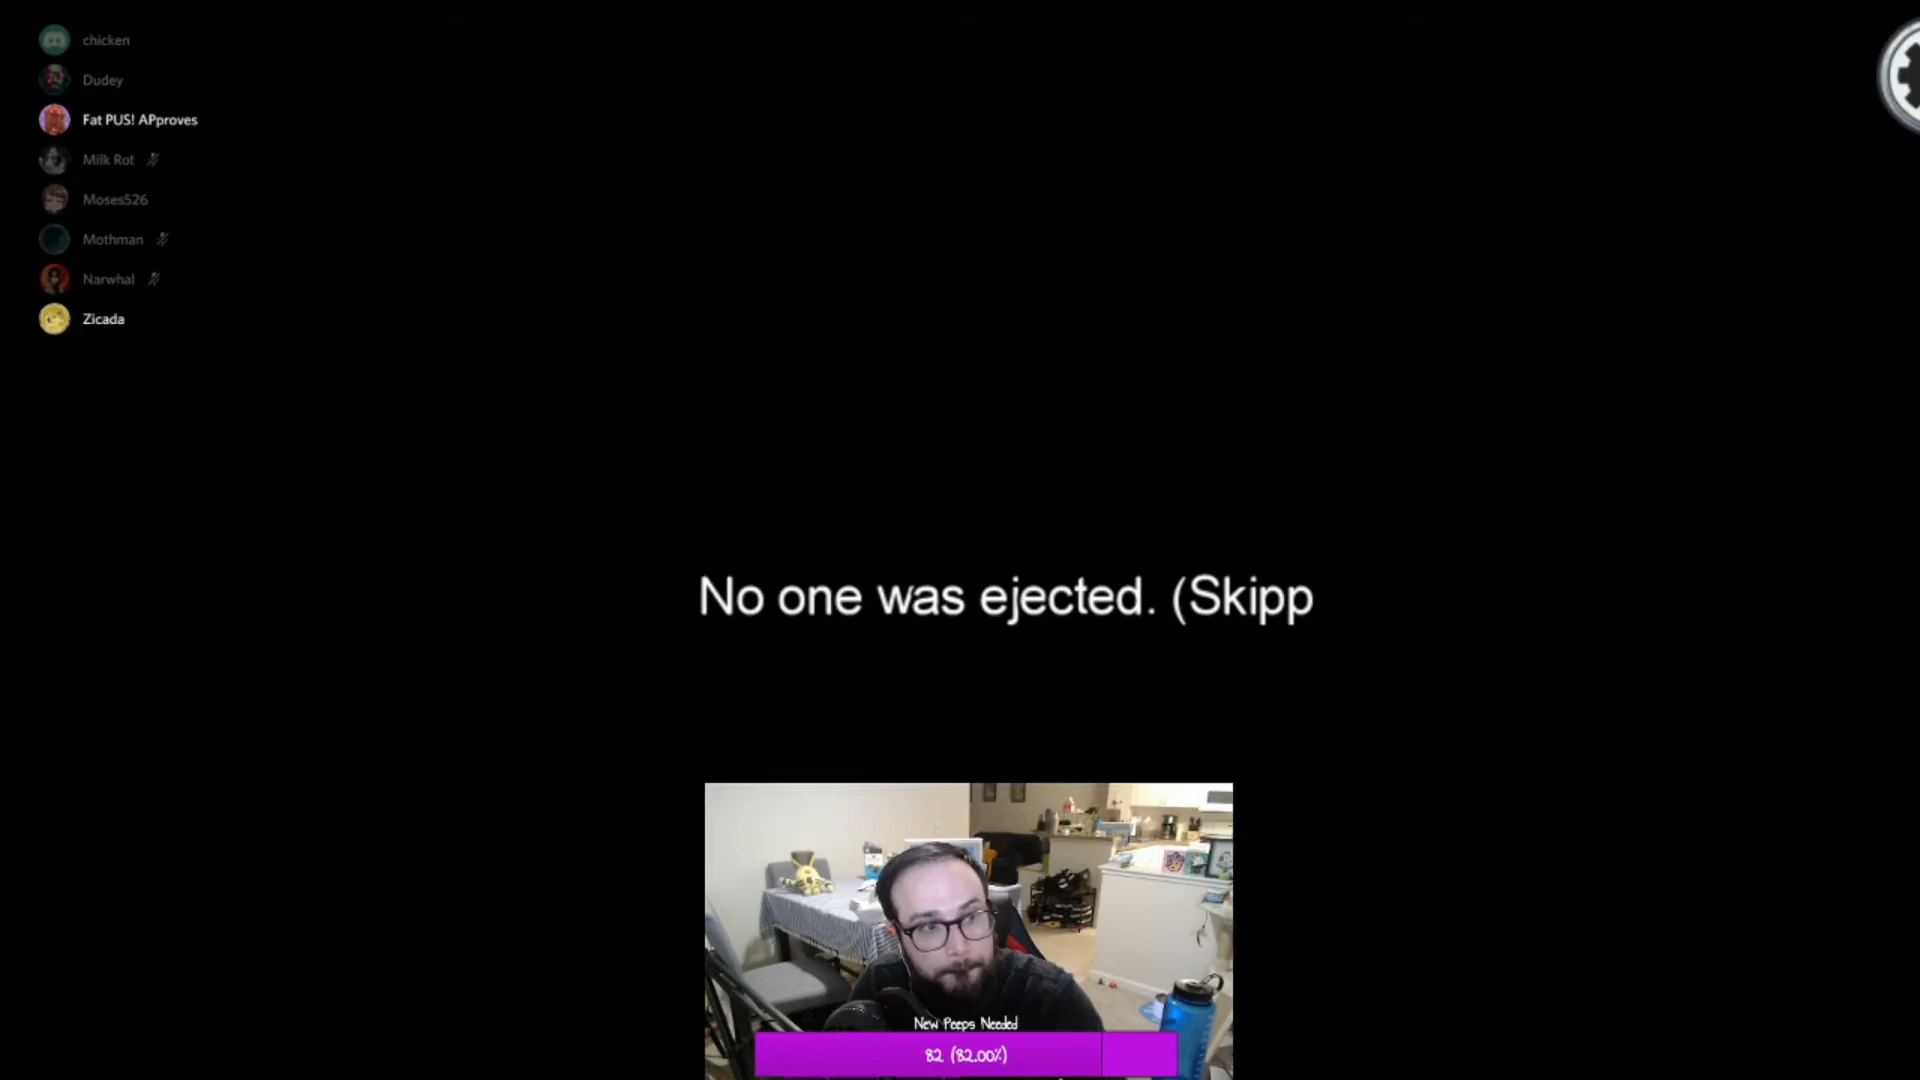 chicken
Dudey
Fat PUS! APproves
Milk Rot
Moses526
Mothman
Narwhal
Zicada
No one was ejected. (Skipp
New Peeps Needed
82 (82.00%)